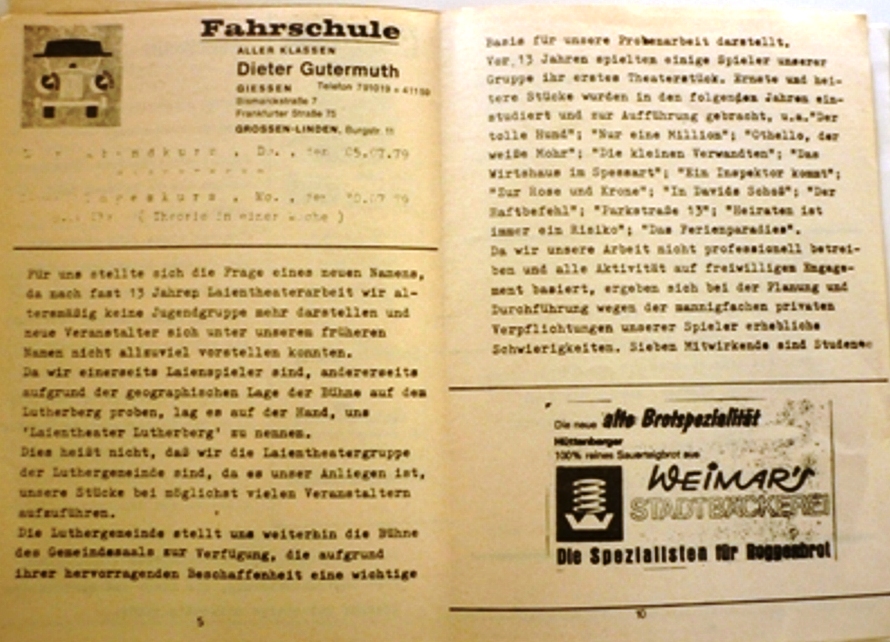 Fahrschule
ALLER KLASSEN
Dieter Gutermuth
GIESSEN Telefon 791019
Bismarckstraße 7
Frankfurter Straße 75
GROSSEN-LINDEN, Burgstr. 11
05.07.79
( Theorie in einer Woche )
Für uns stellte sich die Frage eines neuen Namens,
da nach fast 13 Jahren Laientheaterarbeit wir al-
tersmäßig keine Jugendgruppe mehr darstellen und
neue Veranstalter sich unter unserem früheren
Namen nicht allzuviel vorstellen konnten.
Da wir einerseits Laienspieler sind, andererseits
aufgrund der geographischen Lage der Bühne auf dem
Lutherberg proben, lag es auf der Hand, uns
'Laientheater Lutherberg' zu nennen.
Dies heißt nicht, daß wir die Laientheatergruppe
der Luthergemeinde sind, da es unser Anliegen ist,
unsere Stücke bei möglichst vielen Veranstaltern
aufzuführen.
Die Luthergemeinde stellt uns weiterhin die Bühne
des Gemeindesaals zur Verfügung, die aufgrund
ihrer hervorragenden Beschaffenheit eine wichtige
5
Basis für unsere Probenarbeit darstellt.
Vor 13 Jahren spielten einige Spieler unserer
Gruppe ihr erstes Theaterstück. Ernste und hei-
tere Stücke wurden in den folgenden Jahren ein-
studiert und zur Aufführung gebracht, u.a."Der
tolle Hund"; "Nur eine Million"; "Othello, der
weiße Mohr"; "Die kleinen Verwandten"; "Das
Wirtshaus im Spessart"; "Ein Inspektor kommt";
"Zur Rose und Krone"; "In Davids Schoß"; "Der
Haftbefehl"; "Parkstraße 13"; "Heiraten ist
immer ein Risiko"; "Das Ferienparadies".
Da wir unsere Arbeit nicht professionell betrei-
ben und alle Aktivität auf freiwilligem Engage-
ment basiert, ergeben sich bei der Planung und
Durchführung wegen der mannigfachen privaten
Verpflichtungen unserer Spieler erhebliche
Schwierigkeiten. Sieben Mitwirkende sind Studen
Die neue alte Brotspezialität
Hüttenberger
100% reines Sauerteigbrot aus
WEIMAR'S
STADTBÄCKEREI
Die Spezialisten für Roggenbrot
10